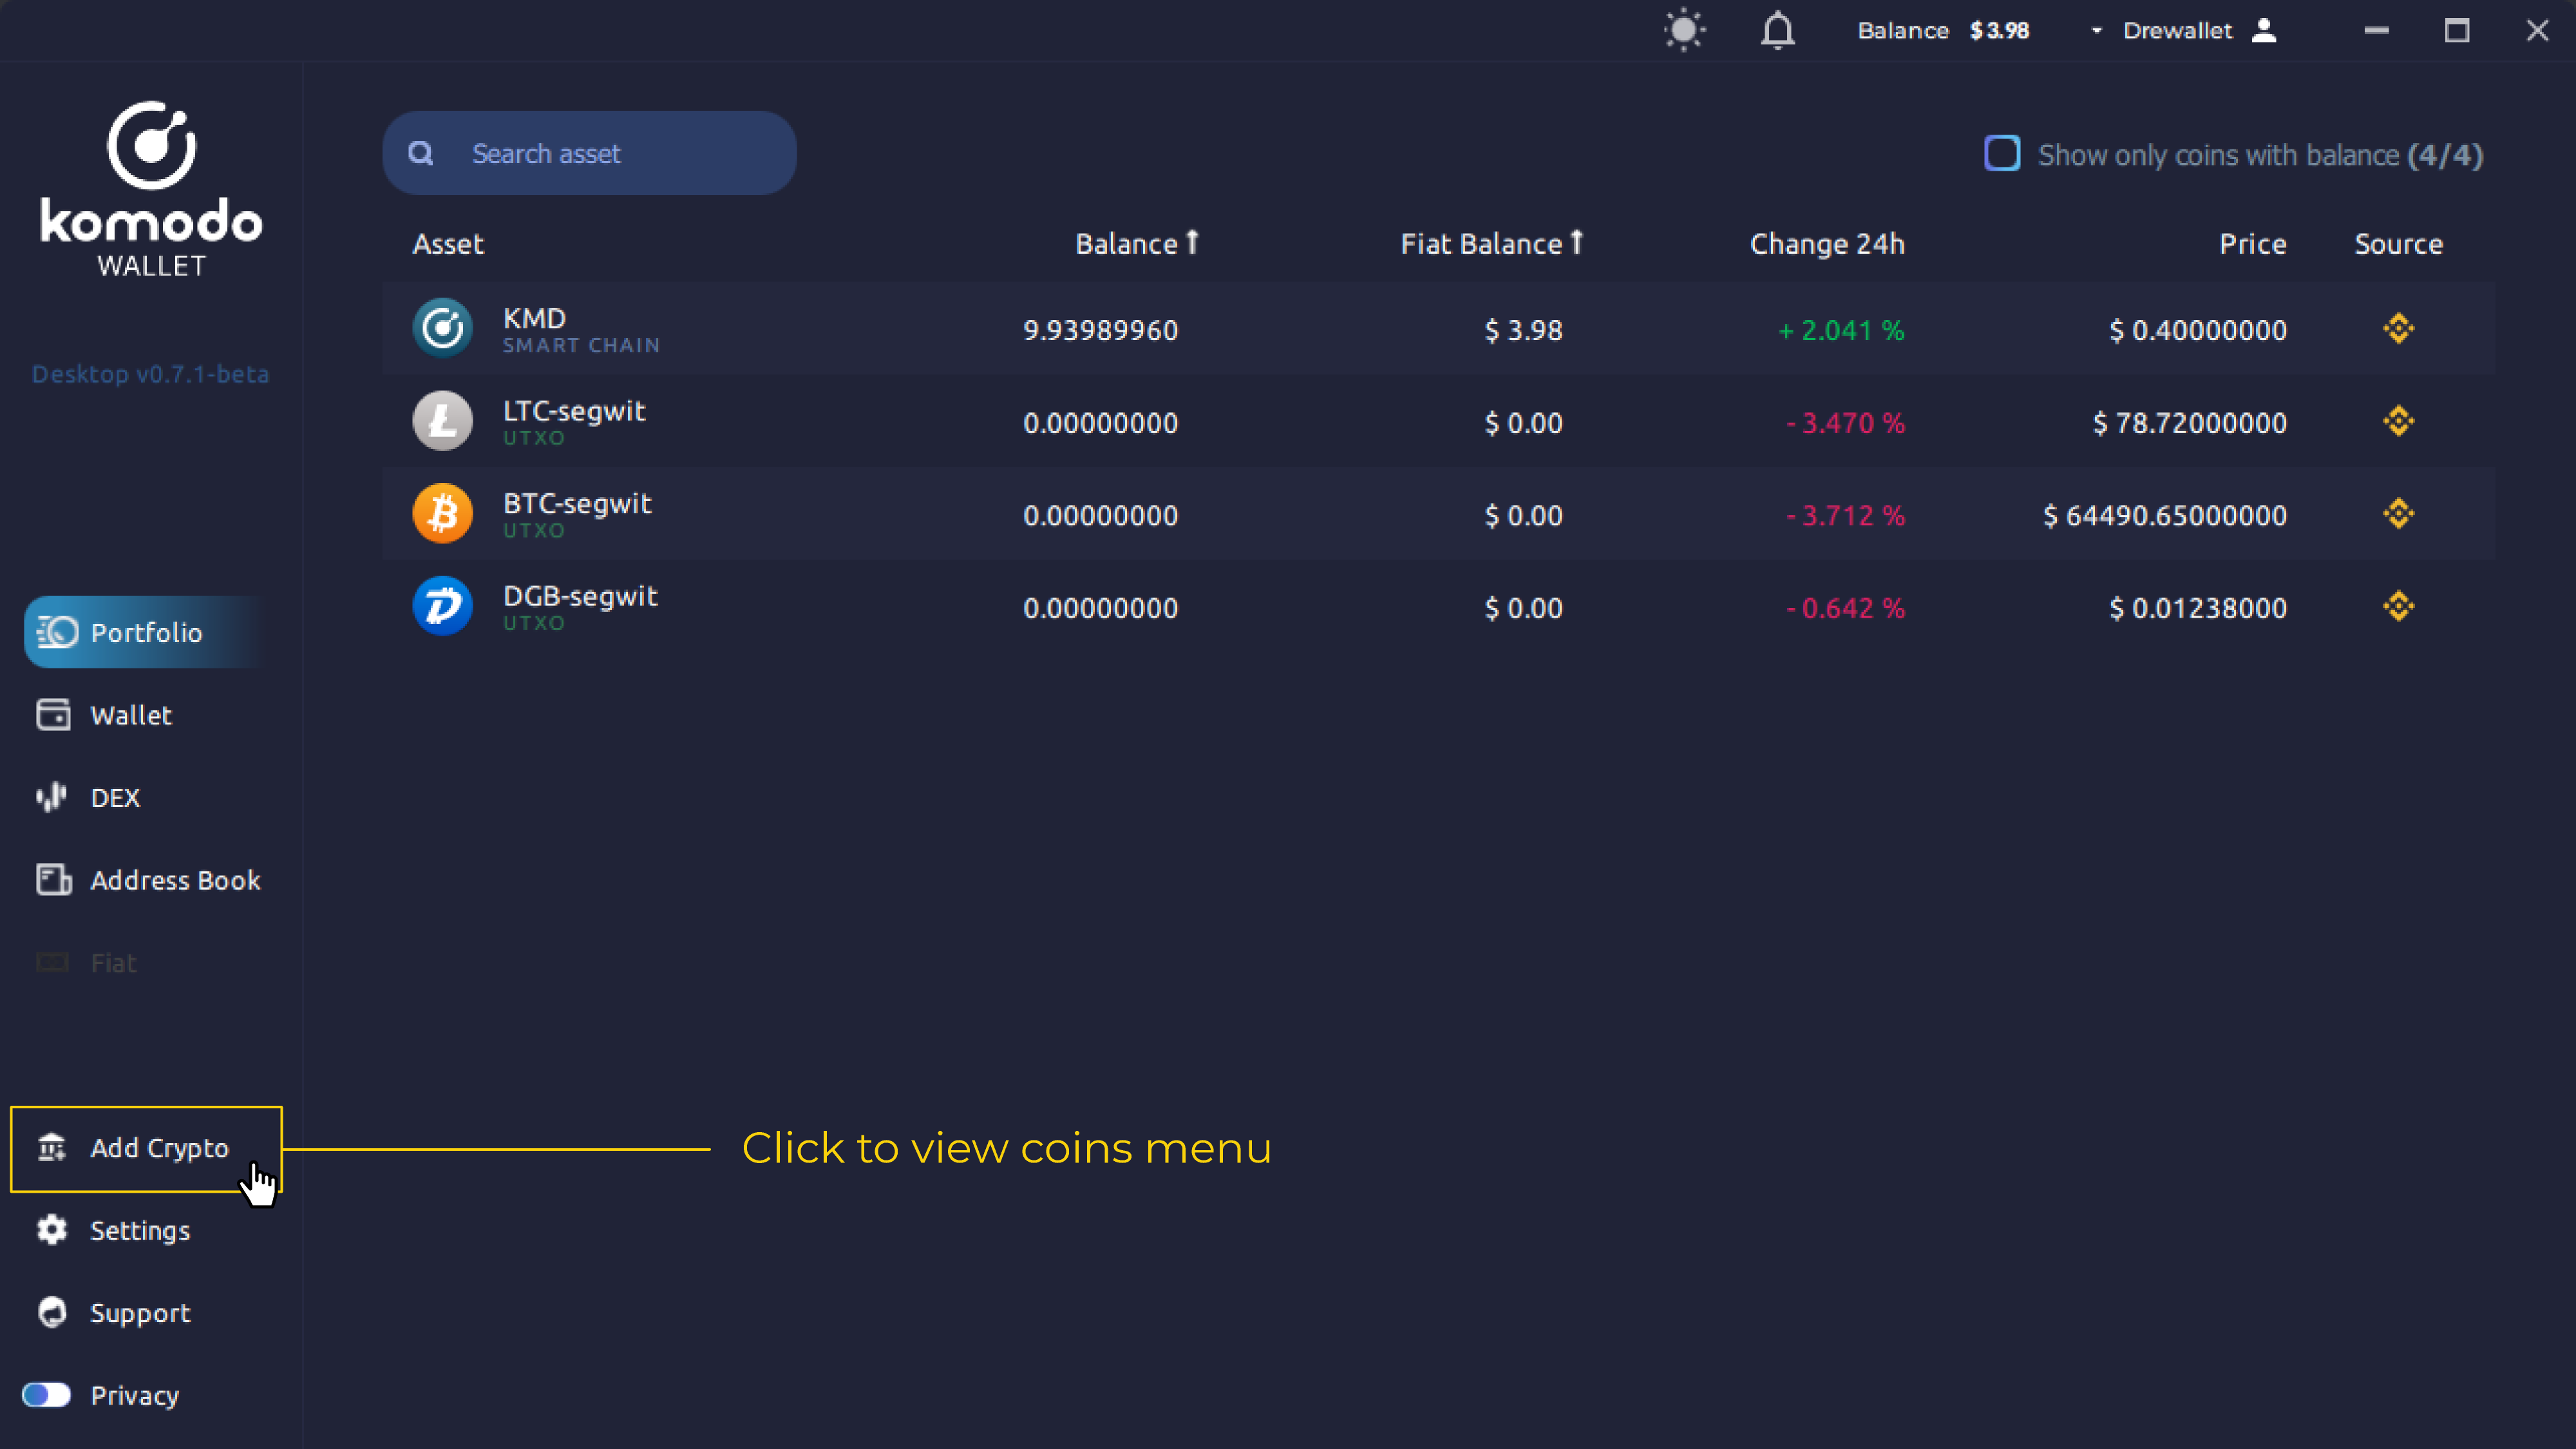 Balance $ 3.98 Drewallet
komodo
WALLET
Desktop v0.7.1-beta
Search asset
Show only coins with balance (4/4)
Asset Balance Fiat Balance Change 24h Price Source
KMD
SMART CHAIN
9.93989960 $ 3.98 + 2.041 % $ 0.40000000
LTC-segwit
UTXO
0.00000000 $ 0.00 - 3.470 % $ 78.72000000
BTC-segwit
UTXO
0.00000000 $ 0.00 - 3.712 % $ 64490.65000000
DGB-segwit
UTXO
0.00000000 $ 0.00 - 0.642 % $ 0.01238000
Portfolio
Wallet
DEX
Address Book
Fiat
Add Crypto
Click to view coins menu
Settings
Support
Privacy